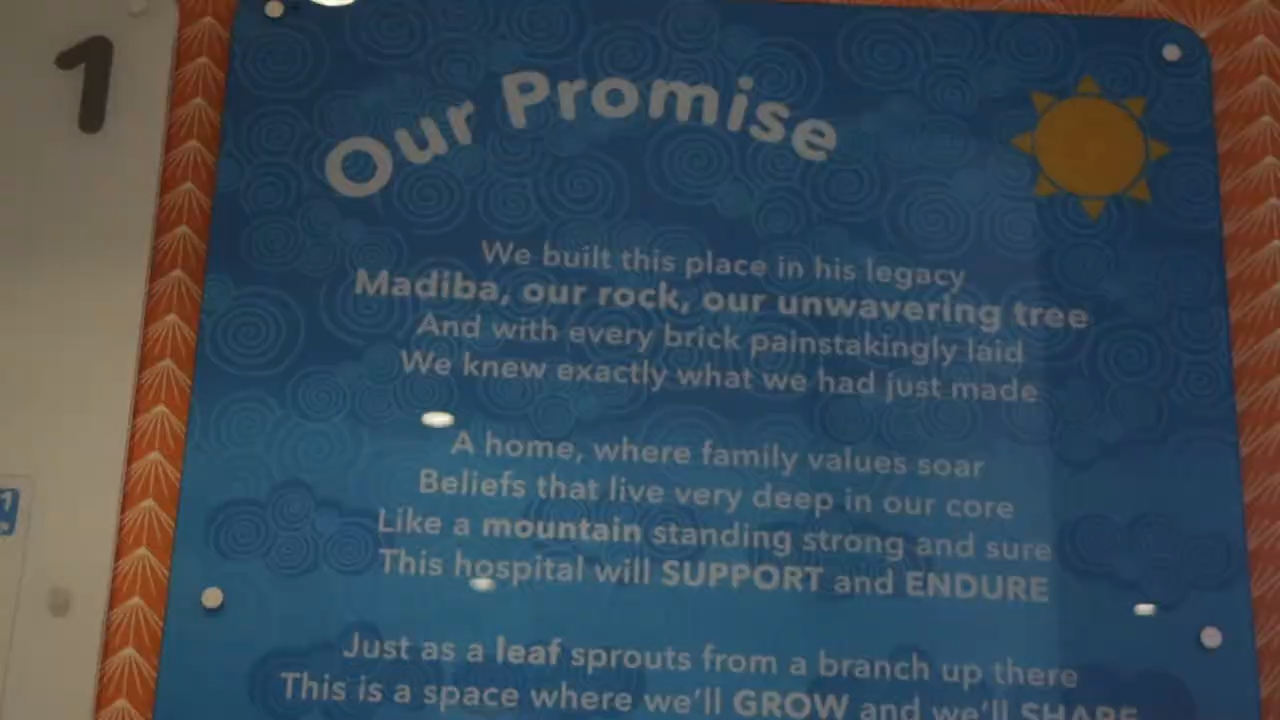 1
Our Promise
We built this place in his legacy
Madiba, our rock, our unwavering tree
And with every brick painstakingly laid
We knew exactly what we had just made
A home, where family values soar
Beliefs that live very deep in our core
Like a mountain standing strong and sure
This hospital will SUPPORT and ENDURE
Just as a leaf sprouts from a branch up there
This is a space where we'll GROW and we'll SHARE